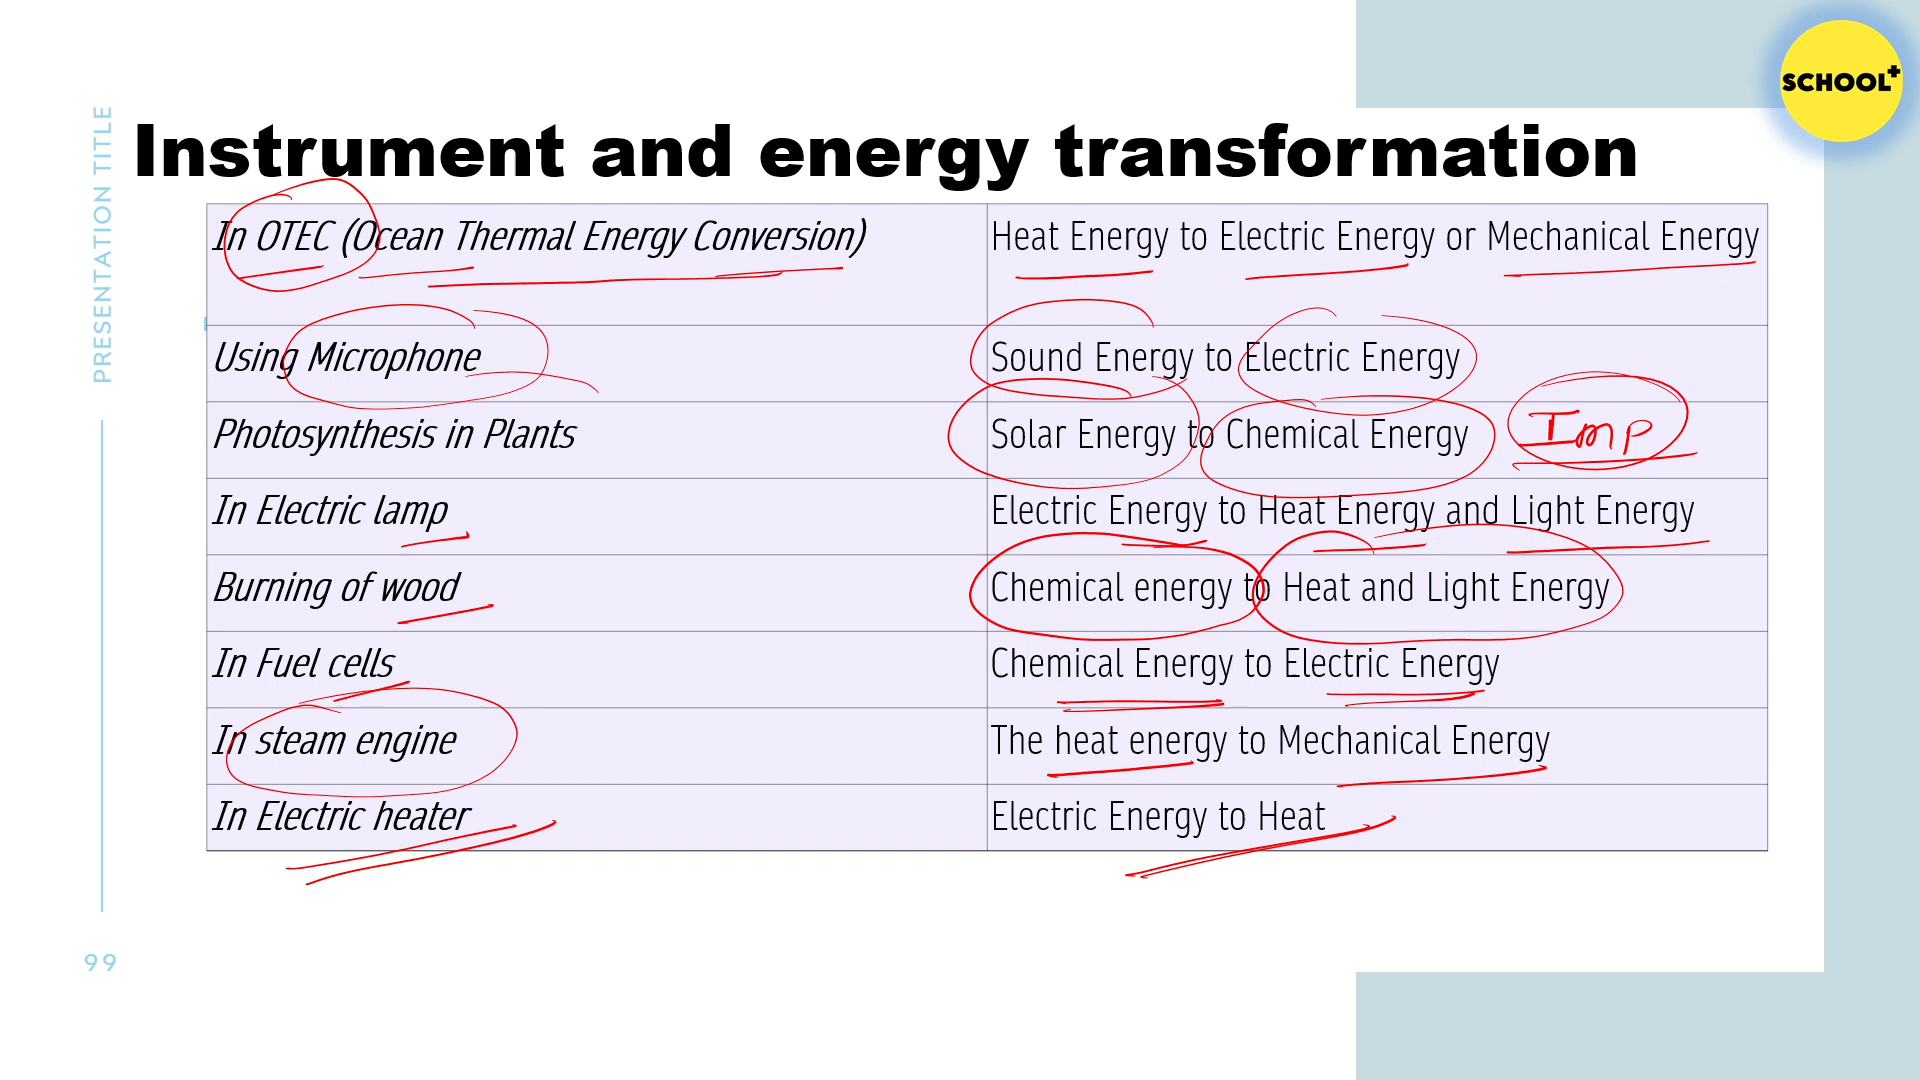 SCHOOL+
PRESENTATION TITLE
Instrument and energy transformation
In OTEC (Ocean Thermal Energy Conversion) Heat Energy to Electric Energy or Mechanical Energy
Using Microphone Sound Energy to Electric Energy
Photosynthesis in Plants Solar Energy to Chemical Energy Imp
In Electric lamp Electric Energy to Heat Energy and Light Energy
Burning of wood Chemical energy to Heat and Light Energy
In Fuel cells Chemical Energy to Electric Energy
In steam engine The heat energy to Mechanical Energy
In Electric heater Electric Energy to Heat
99